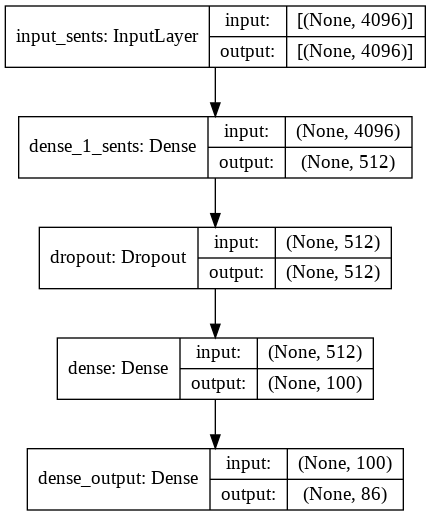 input_sents: InputLayer
input: [(None, 4096)]
output: [(None, 4096)]
dense_1_sents: Dense
input: (None, 4096)
output: (None, 512)
dropout: Dropout
input: (None, 512)
output: (None, 512)
dense: Dense
input: (None, 512)
output: (None, 100)
dense_output: Dense
input: (None, 100)
output: (None, 86)